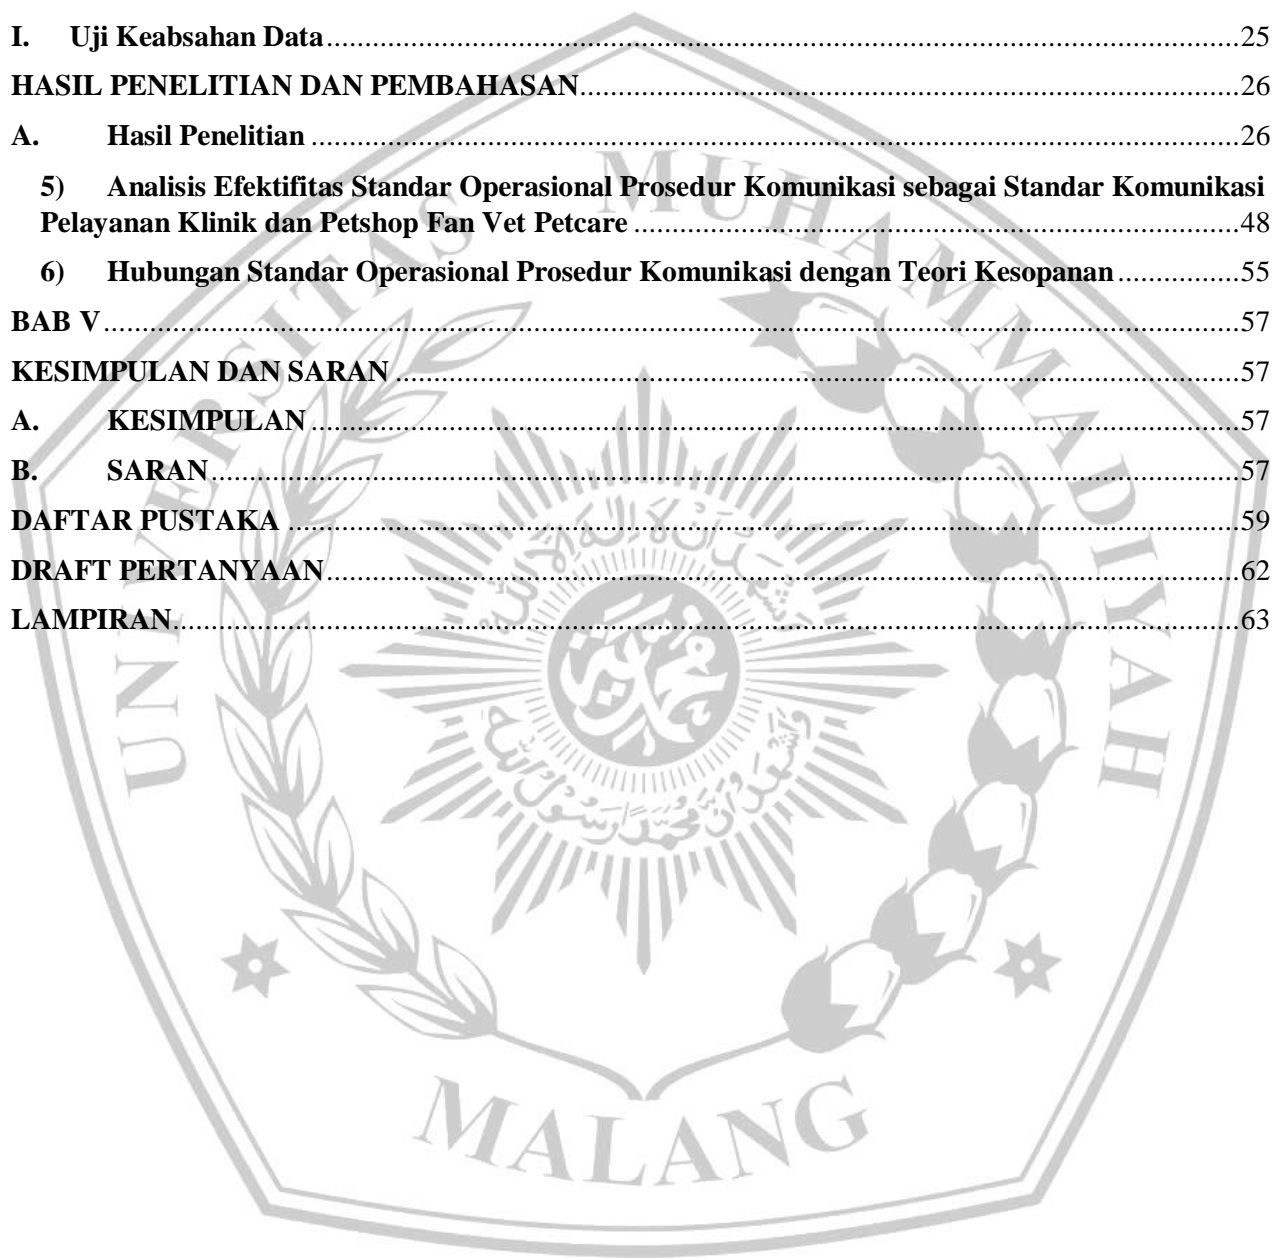 I. Uji Keabsahan Data....................25
HASIL PENELITIAN DAN PEMBAHASAN....................26
A. Hasil Penelitian....................26
5) Analisis Efektifitas Standar Operasional Prosedur Komunikasi sebagai Standar Komunikasi
Pelayanan Klinik dan Petshop Fan Vet Petcare....................48
6) Hubungan Standar Operasional Prosedur Komunikasi dengan Teori Kesopanan....................55
BAB V....................57
KESIMPULAN DAN SARAN....................57
A. KESIMPULAN....................57
B. SARAN....................57
DAFTAR PUSTAKA....................59
DRAFT PERTANYAAN....................62
LAMPIRAN....................63
UNIVERSITAS MUHAMMADIYAH
MALANG